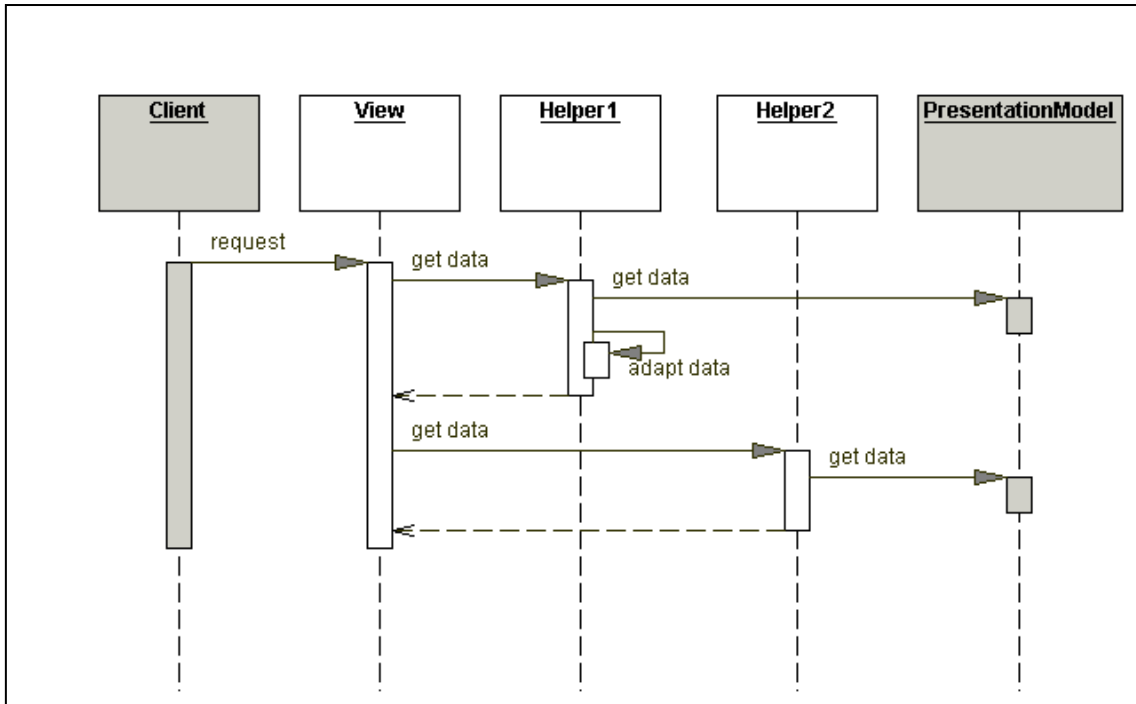 Client
View
Helper1
Helper2
PresentationModel
request
get data
get data
adapt data
get data
get data